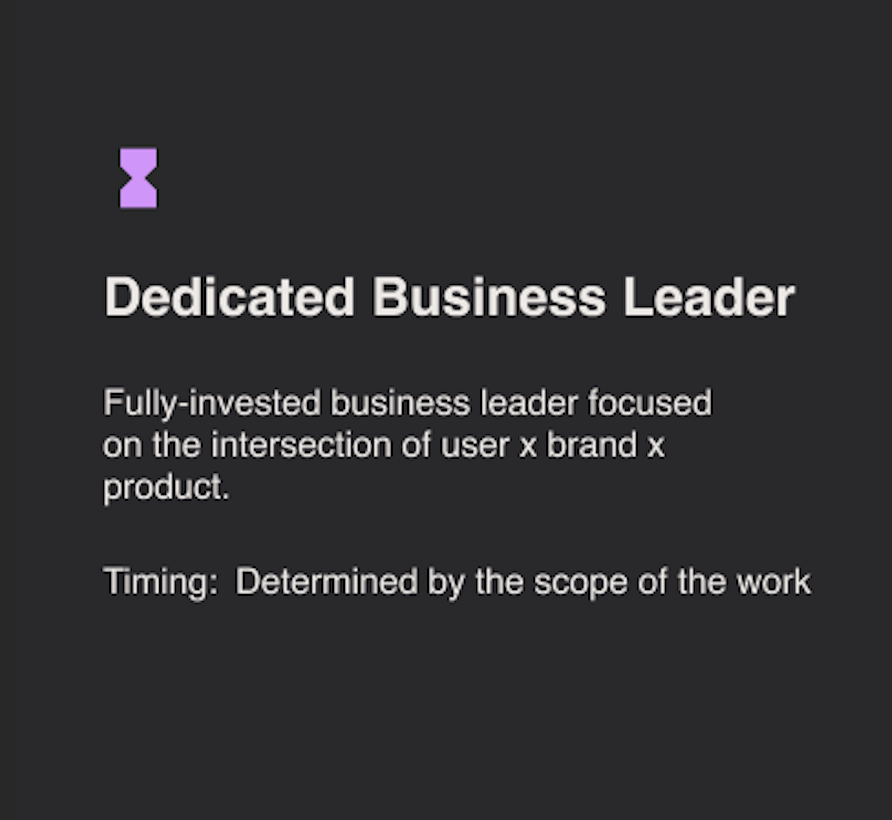 Dedicated Business Leader
Fully-invested business leader focused
on the intersection of user x brand x
product.
Timing:  Determined by the scope of the work